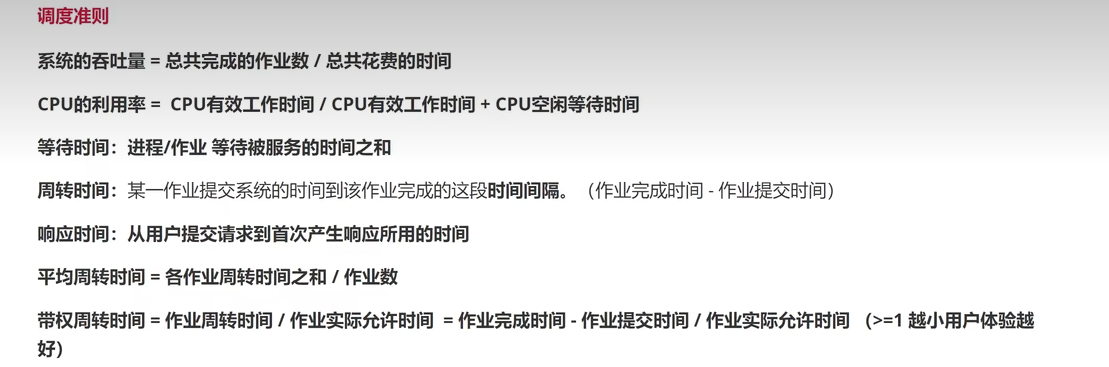 调度准则
系统的吞吐量 = 总共完成的作业数 / 总共花费的时间
CPU的利用率 = CPU有效工作时间 / CPU有效工作时间 + CPU空闲等待时间
等待时间：进程/作业 等待被服务的时间之和
周转时间：某一作业提交系统的时间到该作业完成的这段时间间隔。（作业完成时间 - 作业提交时间）
响应时间：从用户提交请求到首次产生响应所用的时间
平均周转时间 = 各作业周转时间之和 / 作业数
带权周转时间 = 作业周转时间 / 作业实际允许时间 = 作业完成时间 - 作业提交时间 / 作业实际允许时间 （>=1 越小用户体验越
好）